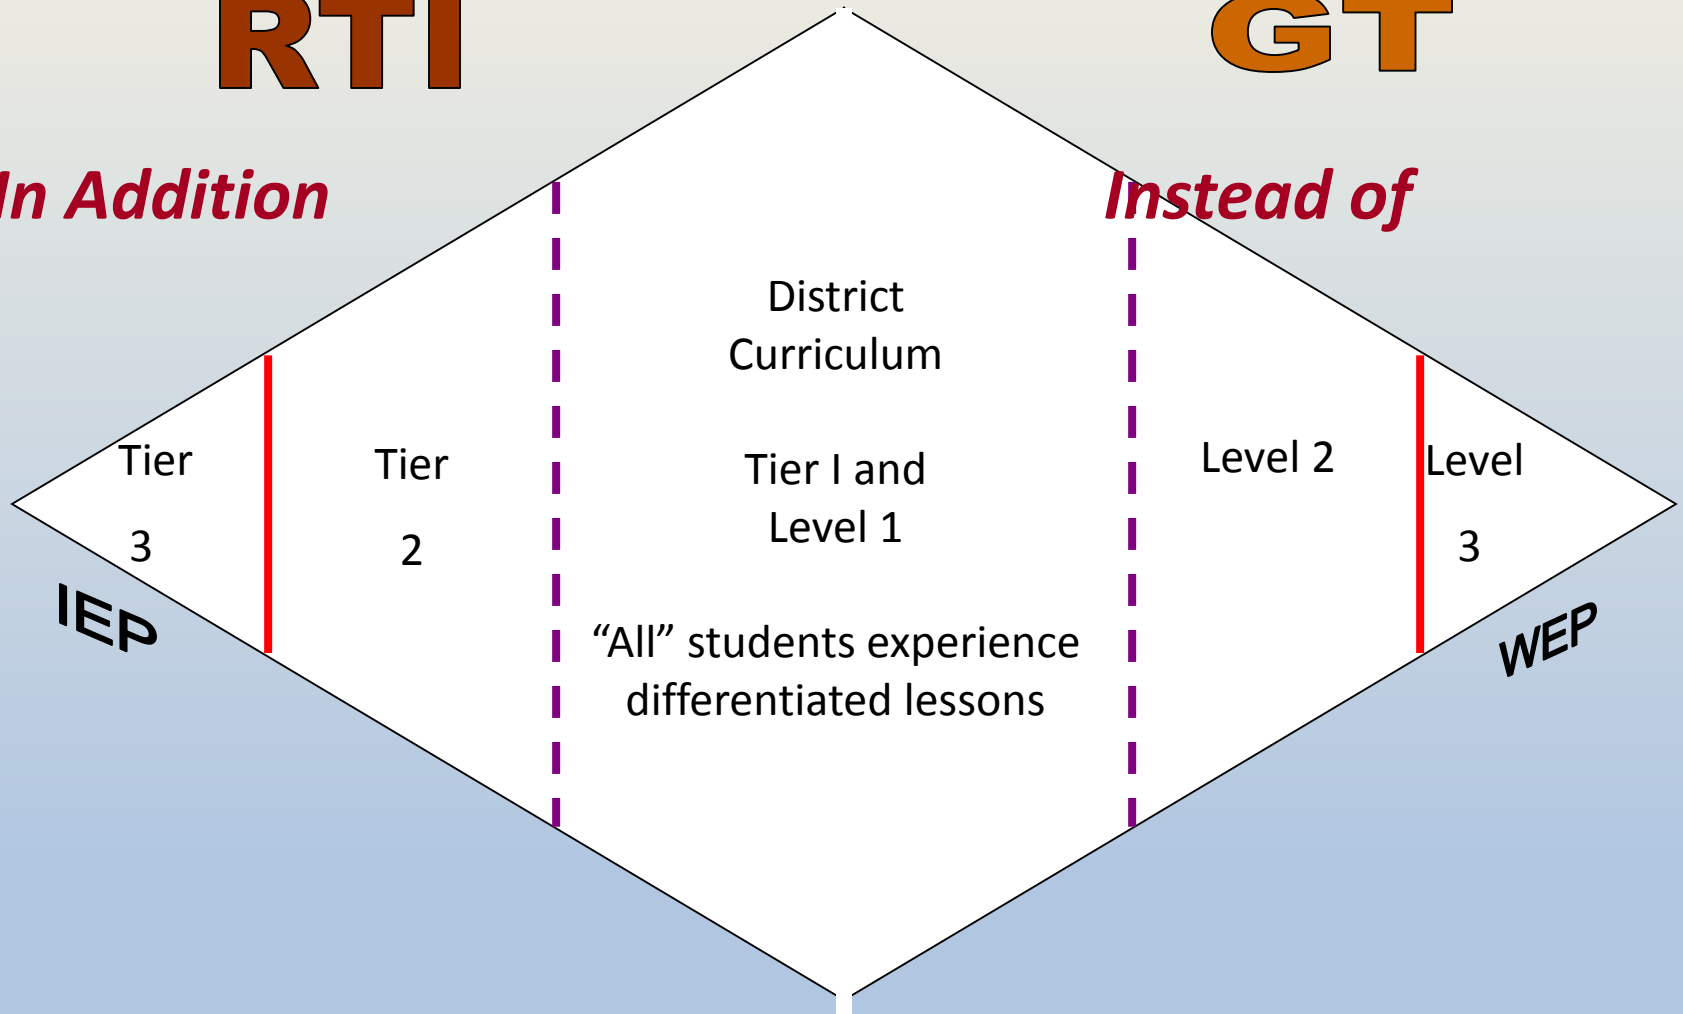 RTI
GT
In Addition
Instead of
District
Curriculum
Tier I and
Level 1
“All” students experience
differentiated lessons
Tier
3
Tier
2
Level 2
Level
3
IEP
WEP